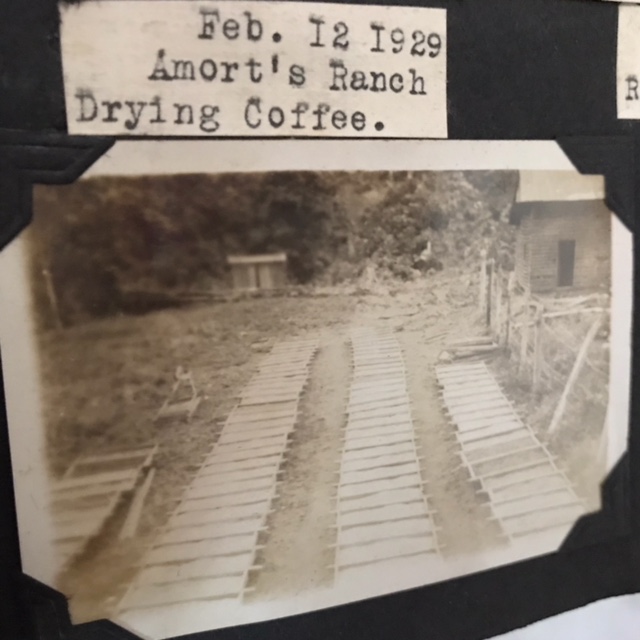 Feb. 12 1929
Amort's Ranch
Drying Coffee.
R